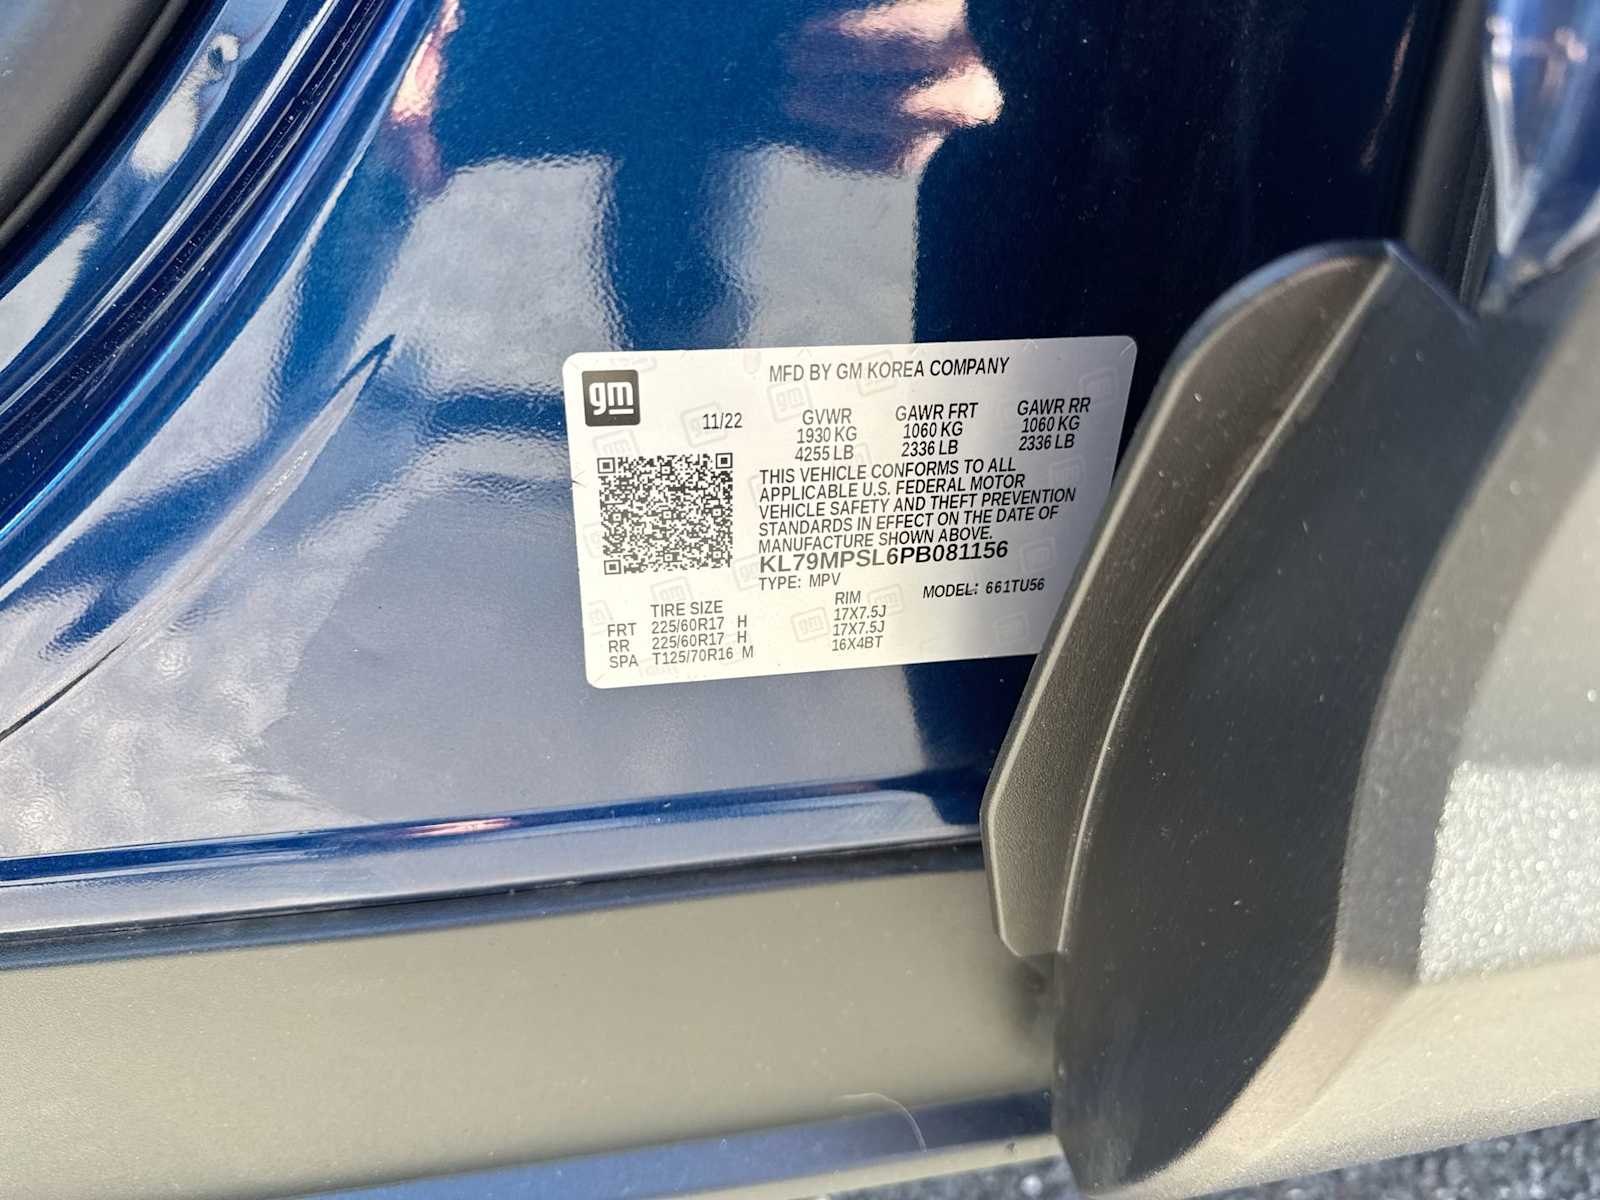 MFD BY GM KOREA COMPANY
gm
11/22
GVWR GAWR FRT GAWR RR
1930 KG 1060 KG 1060 KG
4255 LB 2336 LB 2336 LB
THIS VEHICLE CONFORMS TO ALL
APPLICABLE U.S. FEDERAL MOTOR
VEHICLE SAFETY AND THEFT PREVENTION
STANDARDS IN EFFECT ON THE DATE OF
MANUFACTURE SHOWN ABOVE.
KL79MPSL6PB081156
TYPE: MPV MODEL: 661TU56
TIRE SIZE RIM
FRT 225/60R17 H 17X7.5J
RR 225/60R17 H 17X7.5J
SPA T125/70R16 M 16X4BT